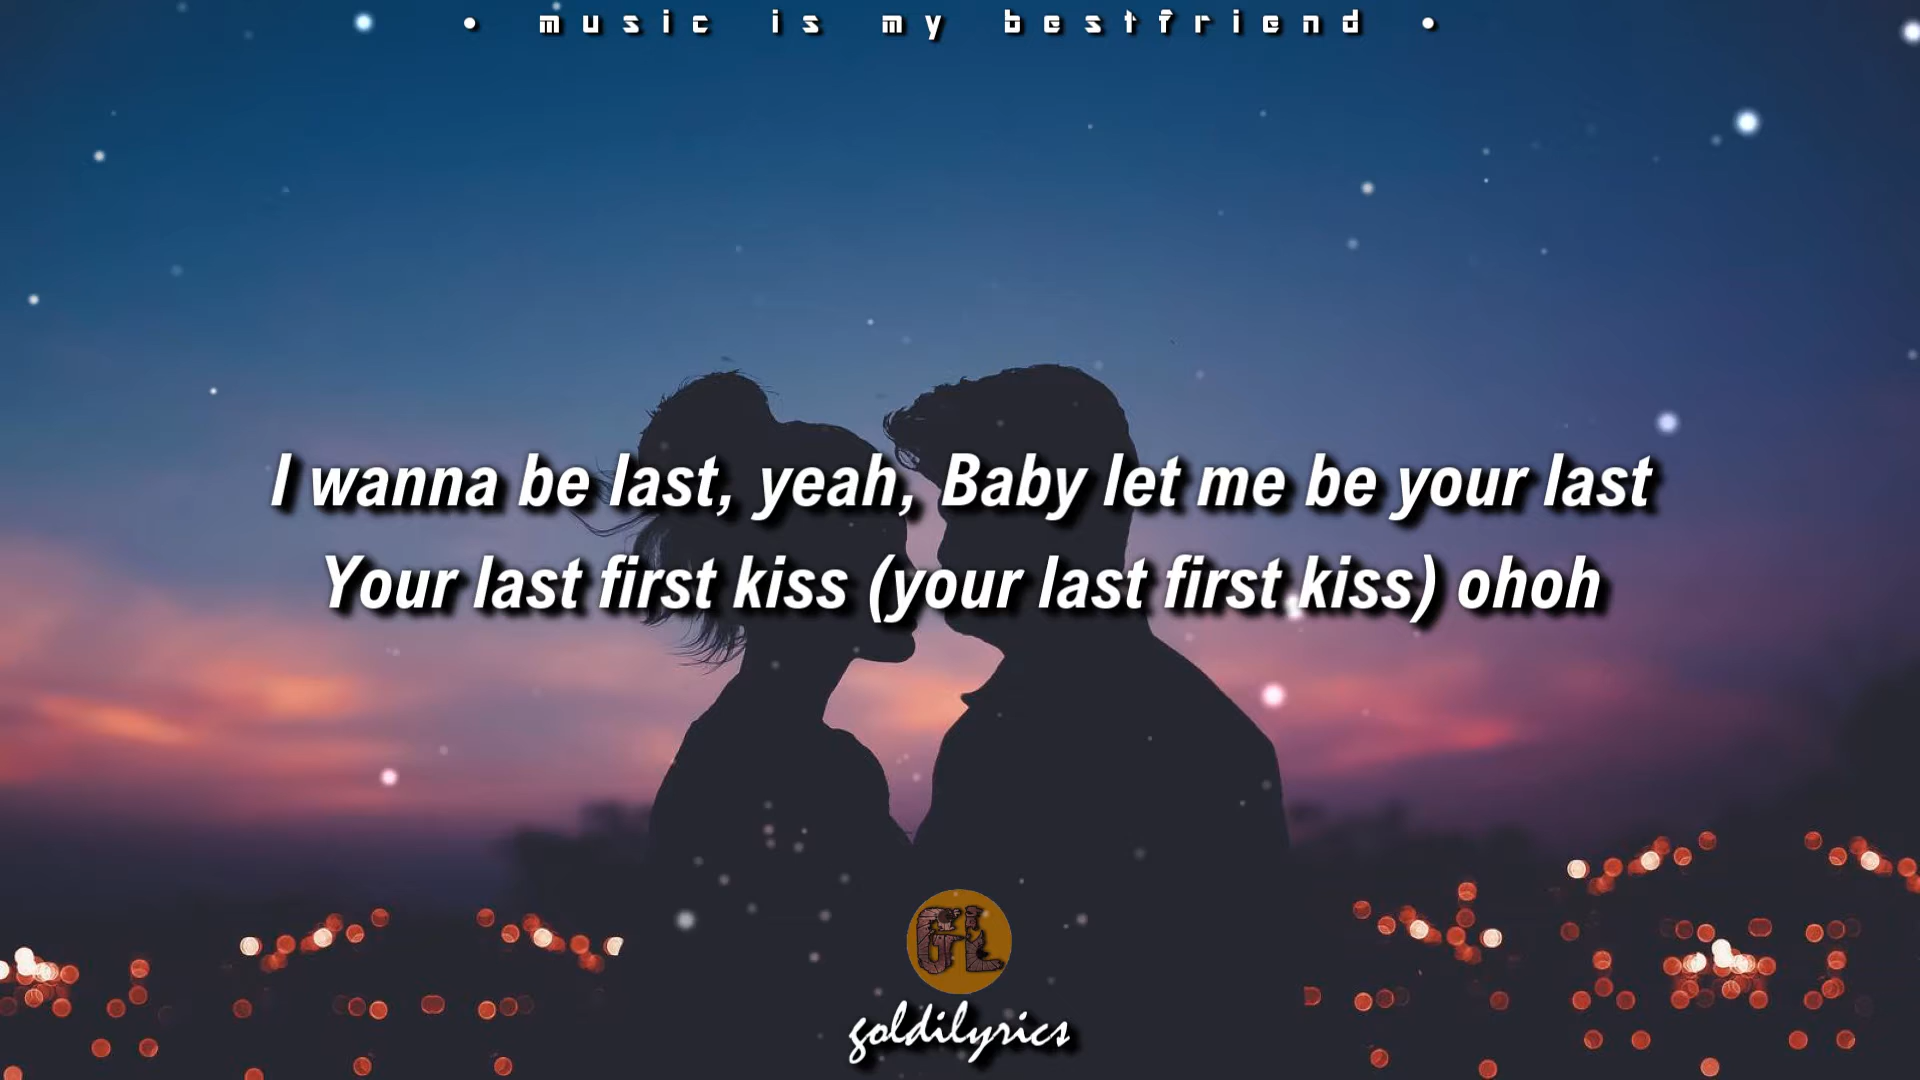 • music is my bestfriend •
I wanna be last, yeah, Baby let me be your last
Your last first kiss (your last first kiss) ohoh
GL
goldilyrics